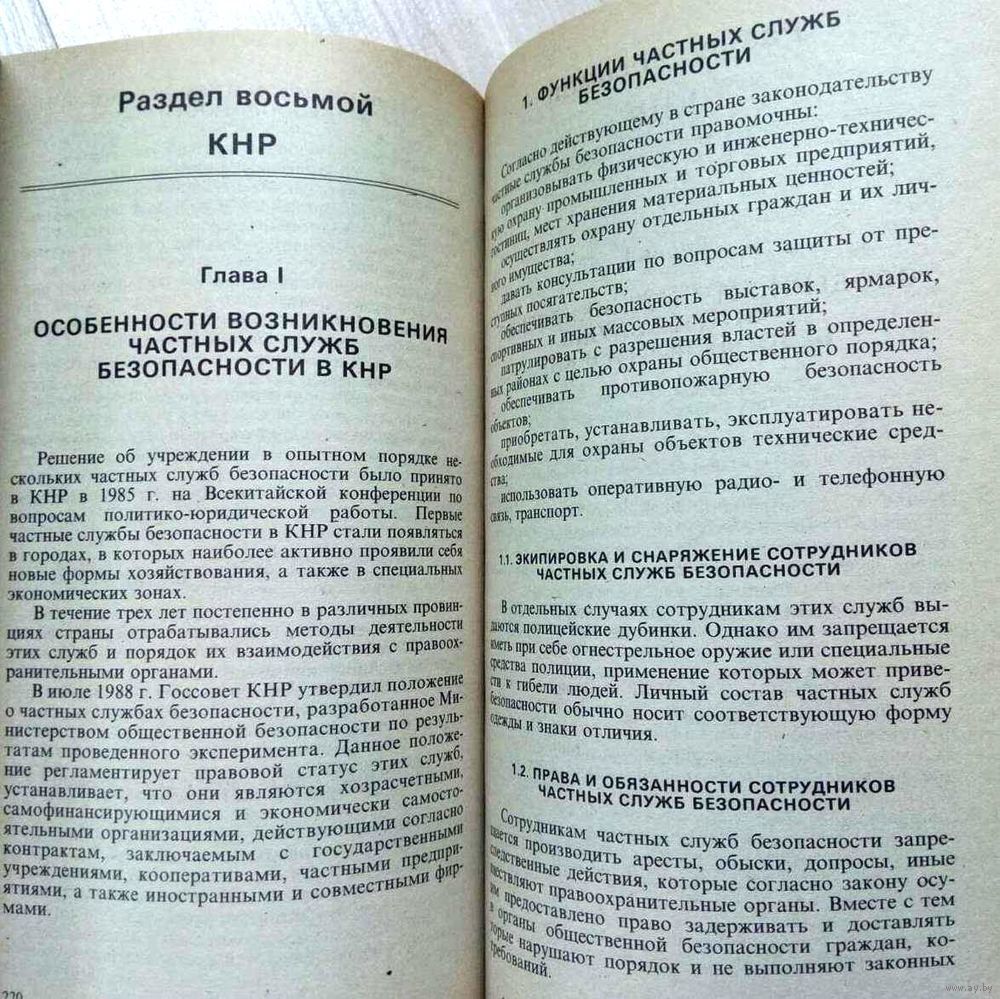 Раздел восьмой
КНР
Глава I
ОСОБЕННОСТИ ВОЗНИКНОВЕНИЯ
ЧАСТНЫХ СЛУЖБ
БЕЗОПАСНОСТИ В КНР
Решение об учреждении в опытном порядке не-
скольких частных служб безопасности было принято
в КНР в 1985 г. на Всекитайской конференции по
вопросам политико-юридической работы. Первые
частные службы безопасности в КНР стали появляться
в городах, в которых наиболее активно проявили себя
новые формы хозяйствования, а также в специальных
экономических зонах.
В течение трех лет постепенно в различных провин-
циях страны отрабатывались методы деятельности
этих служб и порядок их взаимодействия с правоох-
ранительными органами.
В июле 1988 г. Госсовет КНР утвердил положение
о частных службах безопасности, разработанное Ми-
нистерством общественной безопасности по резуль-
татам проведенного эксперимента. Данное положе-
ние регламентирует правовой статус этих служб,
устанавливает, что они являются хозрасчетными,
самофинансирующимися и экономически самосто-
ятельными организациями, действующими согласно
контрактам, заключаемым с государственными
учреждениями, кооперативами, частными предпри-
ятиями, а также иностранными и совместными фир-
мами.
220
1. ФУНКЦИИ ЧАСТНЫХ СЛУЖБ
БЕЗОПАСНОСТИ
Согласно действующему в стране законодательству
частные службы безопасности правомочны:
организовывать физическую и инженерно-техничес-
кую охрану промышленных и торговых предприятий,
гостиниц, мест хранения материальных ценностей;
осуществлять охрану отдельных граждан и их лич-
ного имущества;
давать консультации по вопросам защиты от пре-
ступных посягательств;
обеспечивать безопасность выставок, ярмарок,
спортивных и иных массовых мероприятий;
патрулировать с разрешения властей в определен-
ных районах с целью охраны общественного порядка;
обеспечивать противопожарную безопасность
объектов;
приобретать, устанавливать, эксплуатировать не-
обходимые для охраны объектов технические сред-
ства;
использовать оперативную радио- и телефонную
связь, транспорт.
1.1. ЭКИПИРОВКА И СНАРЯЖЕНИЕ СОТРУДНИКОВ
ЧАСТНЫХ СЛУЖБ БЕЗОПАСНОСТИ
В отдельных случаях сотрудникам этих служб вы-
даются полицейские дубинки. Однако им запрещается
иметь при себе огнестрельное оружие или специальные
средства полиции, применение которых может приве-
сти к гибели людей. Личный состав частных служб
безопасности обычно носит соответствующую форму
одежды и знаки отличия.
1.2. ПРАВА И ОБЯЗАННОСТИ СОТРУДНИКОВ
ЧАСТНЫХ СЛУЖБ БЕЗОПАСНОСТИ
Сотрудникам частных служб безопасности запре-
щается производить аресты, обыски, допросы, иные
следственные действия, которые согласно закону осу-
ществляют правоохранительные органы. Вместе с тем
им предоставлено право задерживать и доставлять
в органы общественной безопасности граждан, ко-
торые нарушают порядок и не выполняют законных
требований.
www.ay.by